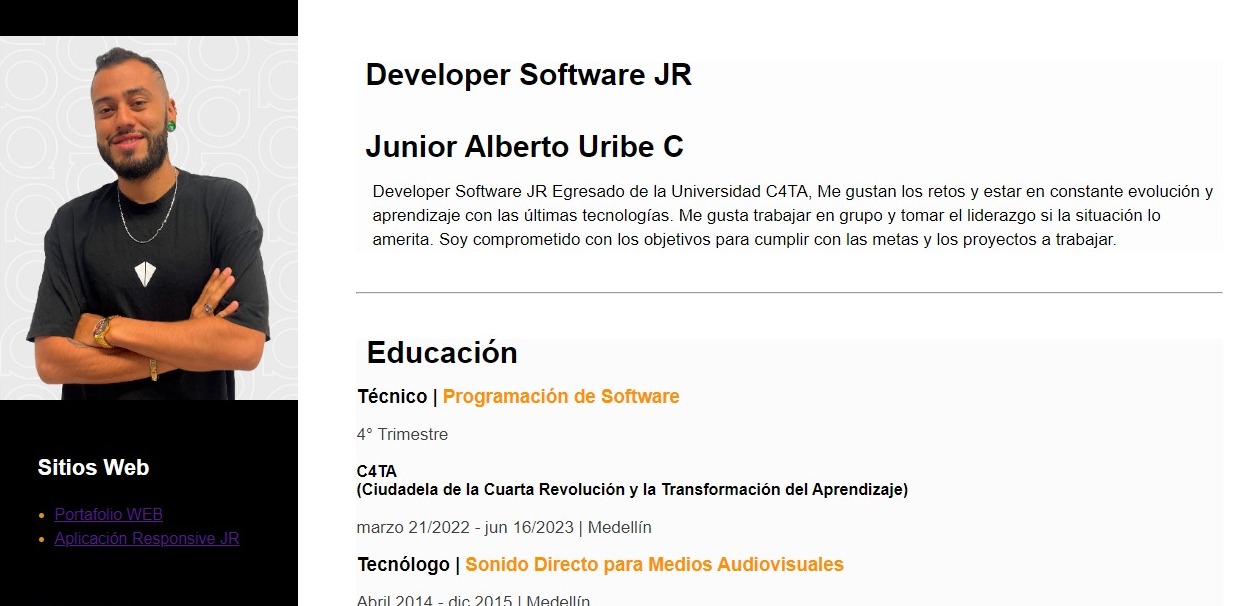 Developer Software JR
Junior Alberto Uribe C
Developer Software JR Egresado de la Universidad C4TA, Me gustan los retos y estar en constante evolución y
aprendizaje con las últimas tecnologías. Me gusta trabajar en grupo y tomar el liderazgo si la situación lo
amerita. Soy comprometido con los objetivos para cumplir con las metas y los proyectos a trabajar.
Educación
Técnico | Programación de Software
4° Trimestre
C4TA
(Ciudadela de la Cuarta Revolución y la Transformación del Aprendizaje)
marzo 21/2022 - jun 16/2023 | Medellín
Tecnólogo | Sonido Directo para Medios Audiovisuales
Abril 2014 - dic 2015 | Medellín
Sitios Web
Portafolio WEB
Aplicación Responsive JR